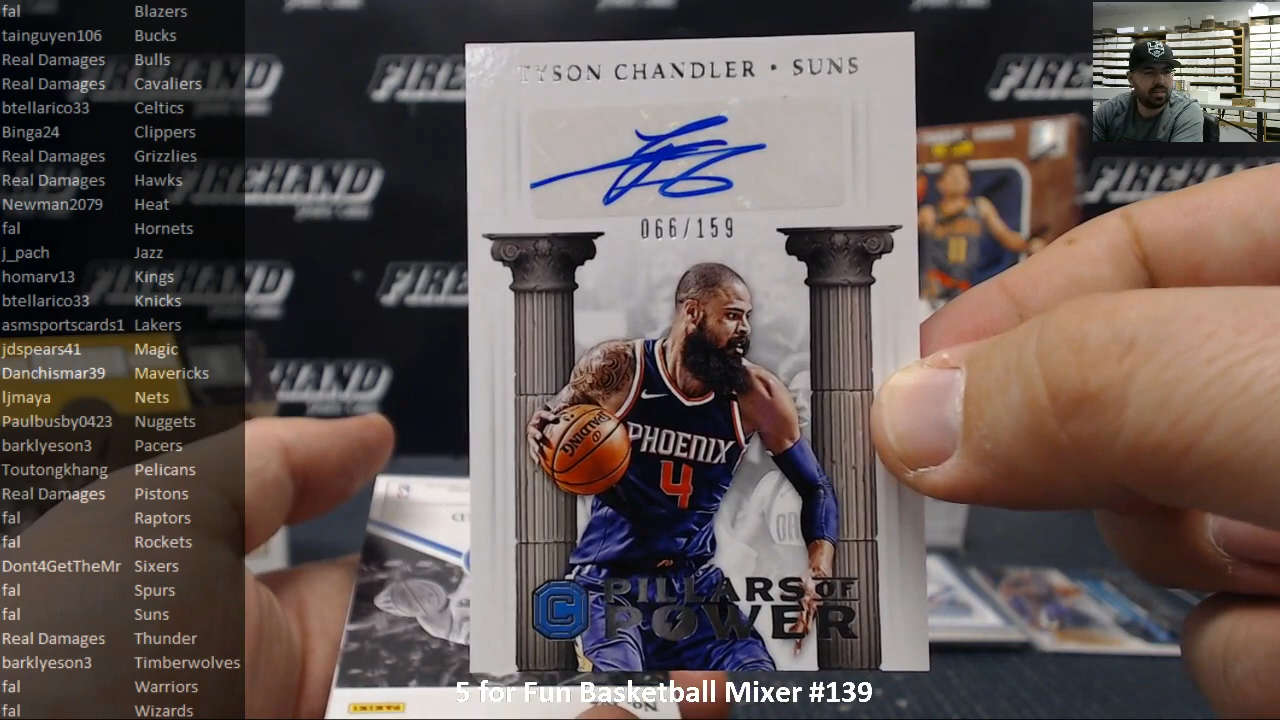 fal Blazers
tainguyen106 Bucks
Real Damages Bulls
Real Damages Cavaliers
btellarico33 Celtics
Binga24 Clippers
Real Damages Grizzlies
Real Damages Hawks
Newman2079 Heat
fal Hornets
j_pach Jazz
homarv13 Kings
btellarico33 Knicks
asmsportscards1 Lakers
jdspears41 Magic
Danchismar39 Mavericks
ljmaya Nets
Paulbusby0423 Nuggets
barklyeson3 Pacers
Toutongkhang Pelicans
Real Damages Pistons
fal Raptors
fal Rockets
Dont4GetTheMr Sixers
fal Spurs
fal Suns
Real Damages Thunder
barklyeson3 Timberwolves
fal Warriors
fal Wizards
TYSON CHANDLER • SUNS
066/159
SPALDING
PHOENIX
4
C PILLARS OF
POWER
FIREHAND
PANINI
5 for Fun Basketball Mixer #139